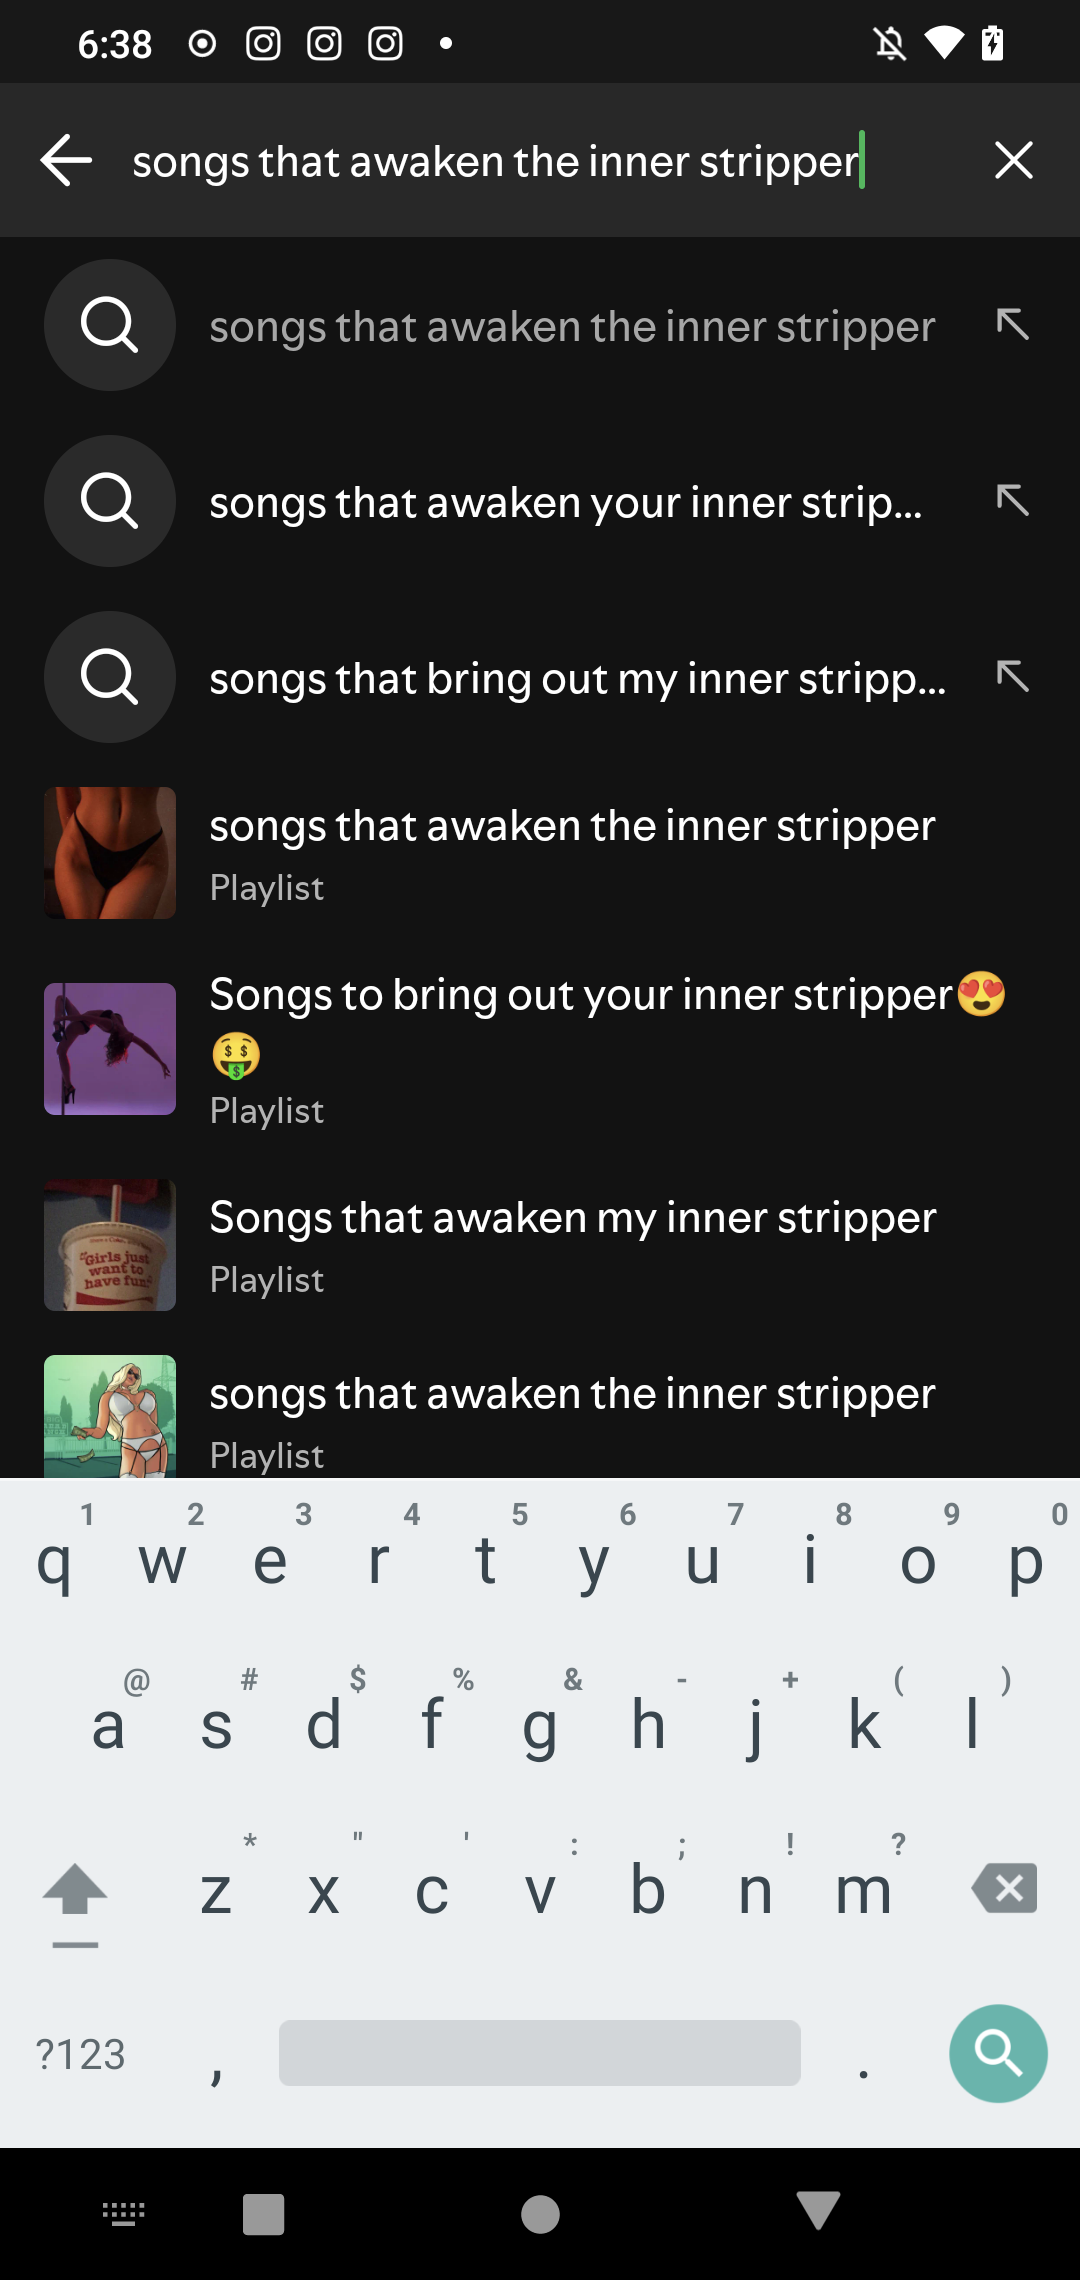 6:38
songs that awaken the inner stripper
songs that awaken the inner stripper
songs that awaken your inner strip...
songs that bring out my inner stripp...
songs that awaken the inner stripper
Playlist
Songs to bring out your inner stripper😍
🤑
Playlist
"Girls just
want to
have fun."
Songs that awaken my inner stripper
Playlist
songs that awaken the inner stripper
Playlist
1 2 3 4 5 6 7 8 9 0
q w e r t y u i o p
@ # $ % & - + ( )
a s d f g h j k l
* " ' : ; ! ?
z x c v b n m
?123 , .